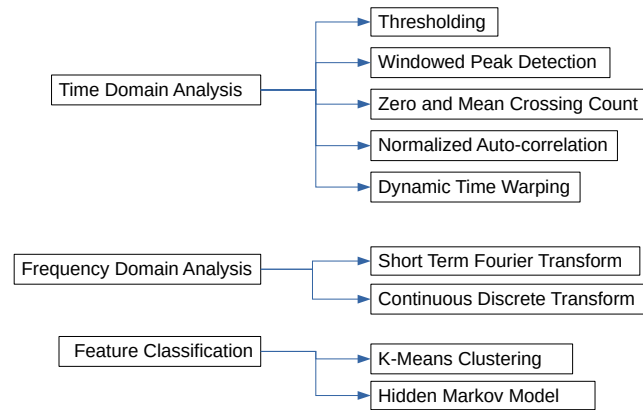 Thresholding
Windowed Peak Detection
Time Domain Analysis
Zero and Mean Crossing Count
Normalized Auto-correlation
Dynamic Time Warping
Frequency Domain Analysis
Short Term Fourier Transform
Continuous Discrete Transform
Feature Classification
K-Means Clustering
Hidden Markov Model